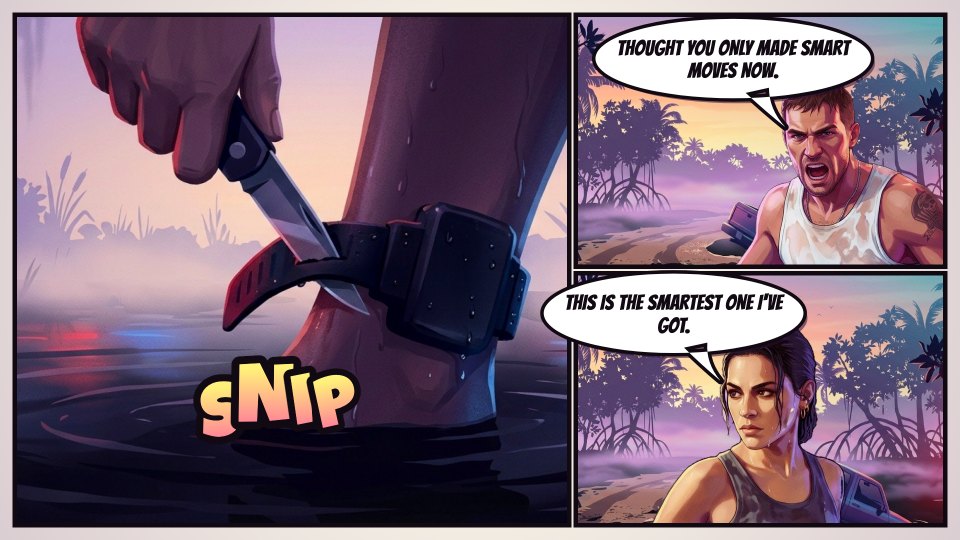 SNIP
THOUGHT YOU ONLY MADE SMART
MOVES NOW.
THIS IS THE SMARTEST ONE I'VE
GOT.